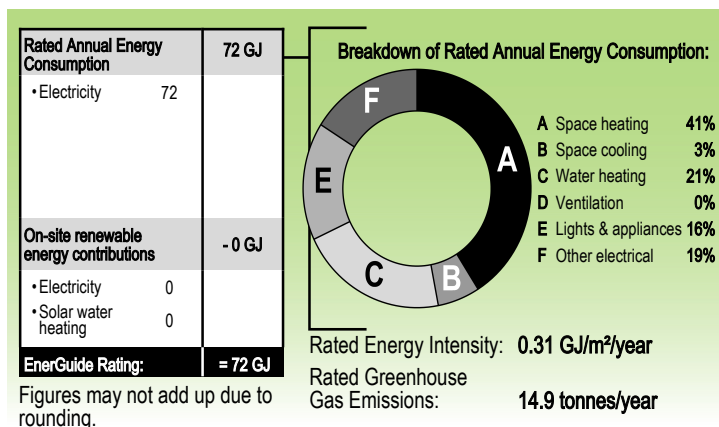 Rated Annual Energy Consumption 72 GJ
• Electricity 72
On-site renewable energy contributions - 0 GJ
• Electricity 0
• Solar water heating 0
EnerGuide Rating: = 72 GJ
Figures may not add up due to
rounding.
Breakdown of Rated Annual Energy Consumption:
F
A
E
C
B
A Space heating 41%
B Space cooling 3%
C Water heating 21%
D Ventilation 0%
E Lights & appliances 16%
F Other electrical 19%
Rated Energy Intensity: 0.31 GJ/m²/year
Rated Greenhouse
Gas Emissions: 14.9 tonnes/year